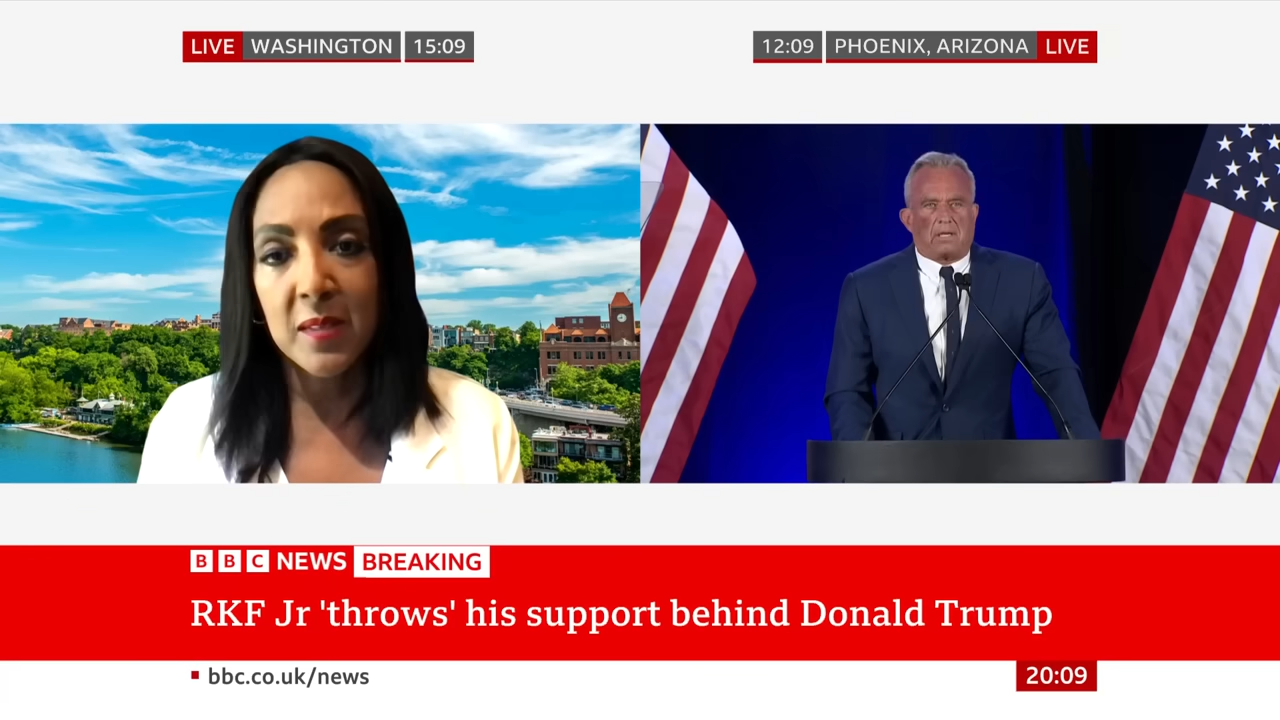 LIVE WASHINGTON 15:09
12:09 PHOENIX, ARIZONA LIVE
BBC NEWS BREAKING
RKF Jr 'throws' his support behind Donald Trump
bbc.co.uk/news
20:09